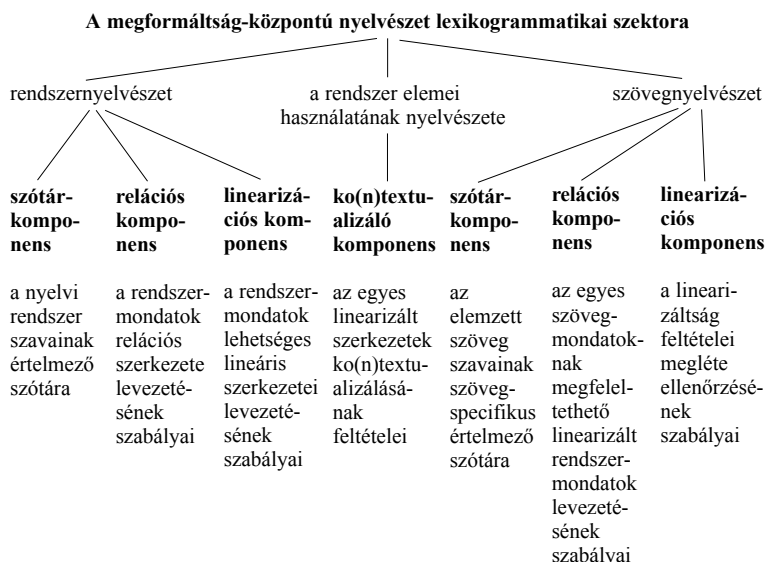 A megformáltság-központú nyelvészet lexikogrammatikai szektora
rendszernyelvészet
a rendszer elemei
használatának nyelvészete
szövegnyelvészet
szótár-
kompo-
nens
relációs
kompo-
nens
linearizá-
ciós kom-
ponens
ko(n)textu-
alizáló
komponens
szótár-
kompo-
nens
relációs
kompo-
nens
lineari-
zációs
komponens
a nyelvi
rendszer
szavainak
értelmező
szótára
a rendszer-
mondatok
relációs
szerkezete
levezeté-
sének
szabályai
a rendszer-
mondatok
lehetséges
lineáris
szerkezetei
levezeté-
sének
szabályai
az egyes
linearizált
szerkezetek
ko(n)textu-
alizálásá-
nak
feltételei
az
elemzett
szöveg
szavainak
szöveg-
specifikus
értelmező
szótára
az egyes
szöveg-
mondatok-
nak
megfelel-
tethető
linearizált
rendszer-
mondatok
levezeté-
sének
szabályai
a lineari-
záltság
feltételei
megléte
ellenőrzésé-
nek
szabályai